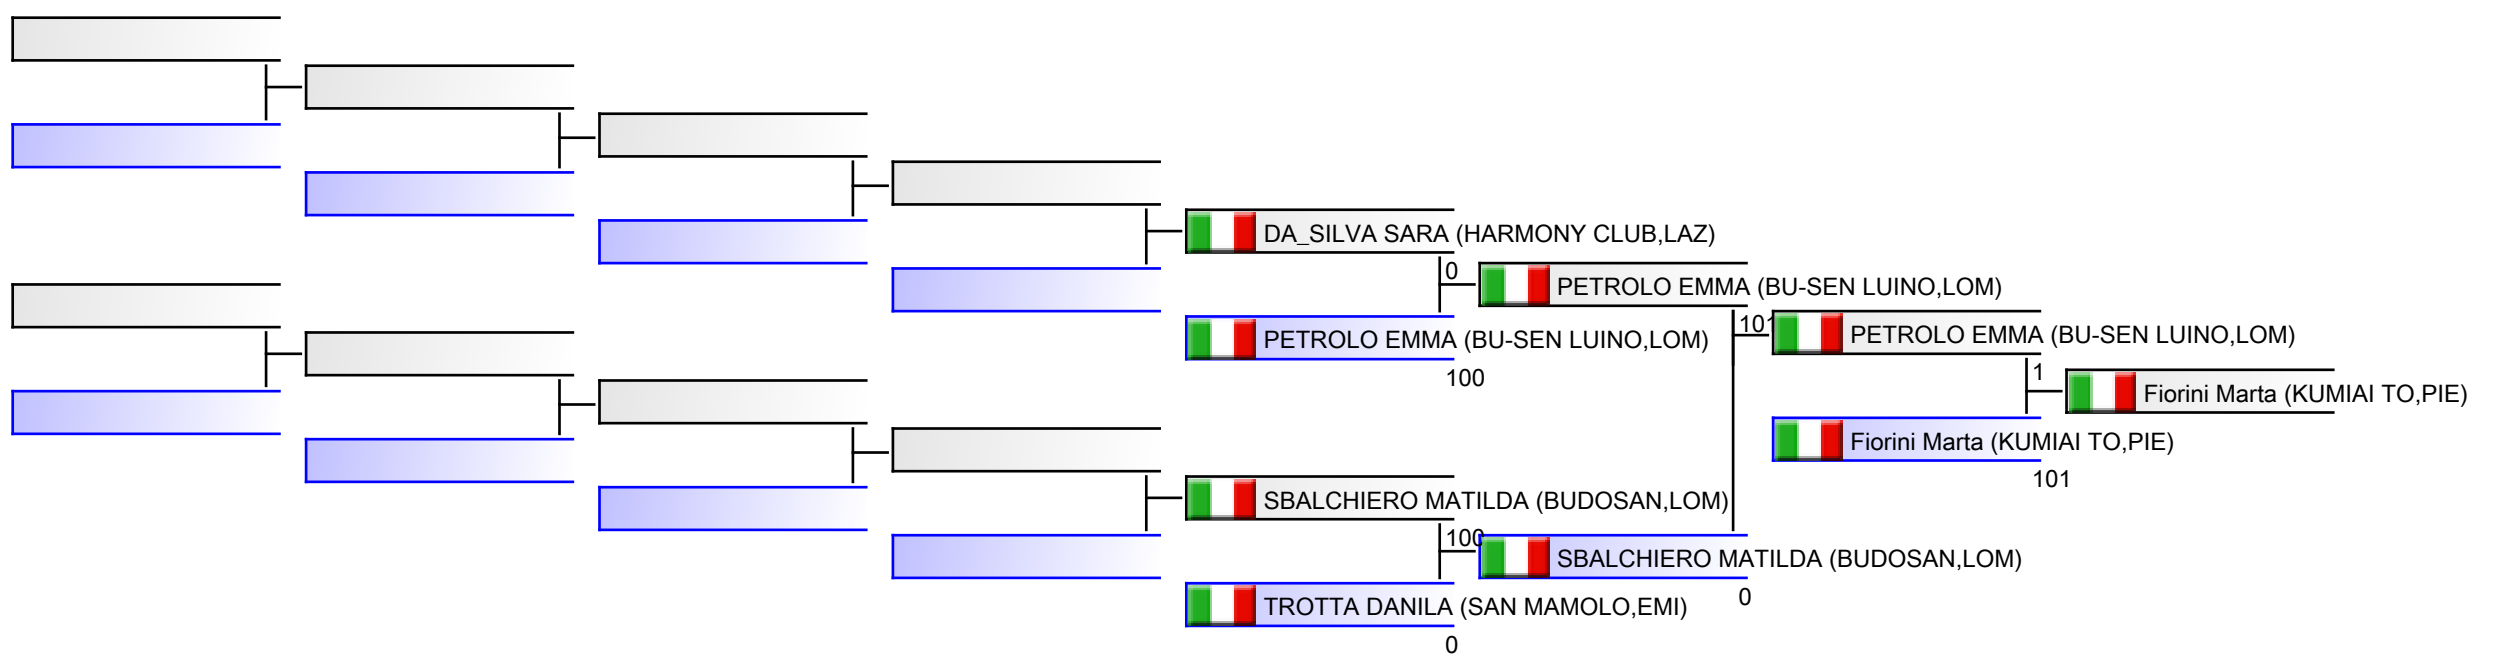 DA_SILVA SARA (HARMONY CLUB,LAZ)
0
PETROLO EMMA (BU-SEN LUINO,LOM)
PETROLO EMMA (BU-SEN LUINO,LOM)
100
101
PETROLO EMMA (BU-SEN LUINO,LOM)
1
Fiorini Marta (KUMIAI TO,PIE)
Fiorini Marta (KUMIAI TO,PIE)
101
SBALCHIERO MATILDA (BUDOSAN,LOM)
100
SBALCHIERO MATILDA (BUDOSAN,LOM)
0
TROTTA DANILA (SAN MAMOLO,EMI)
0